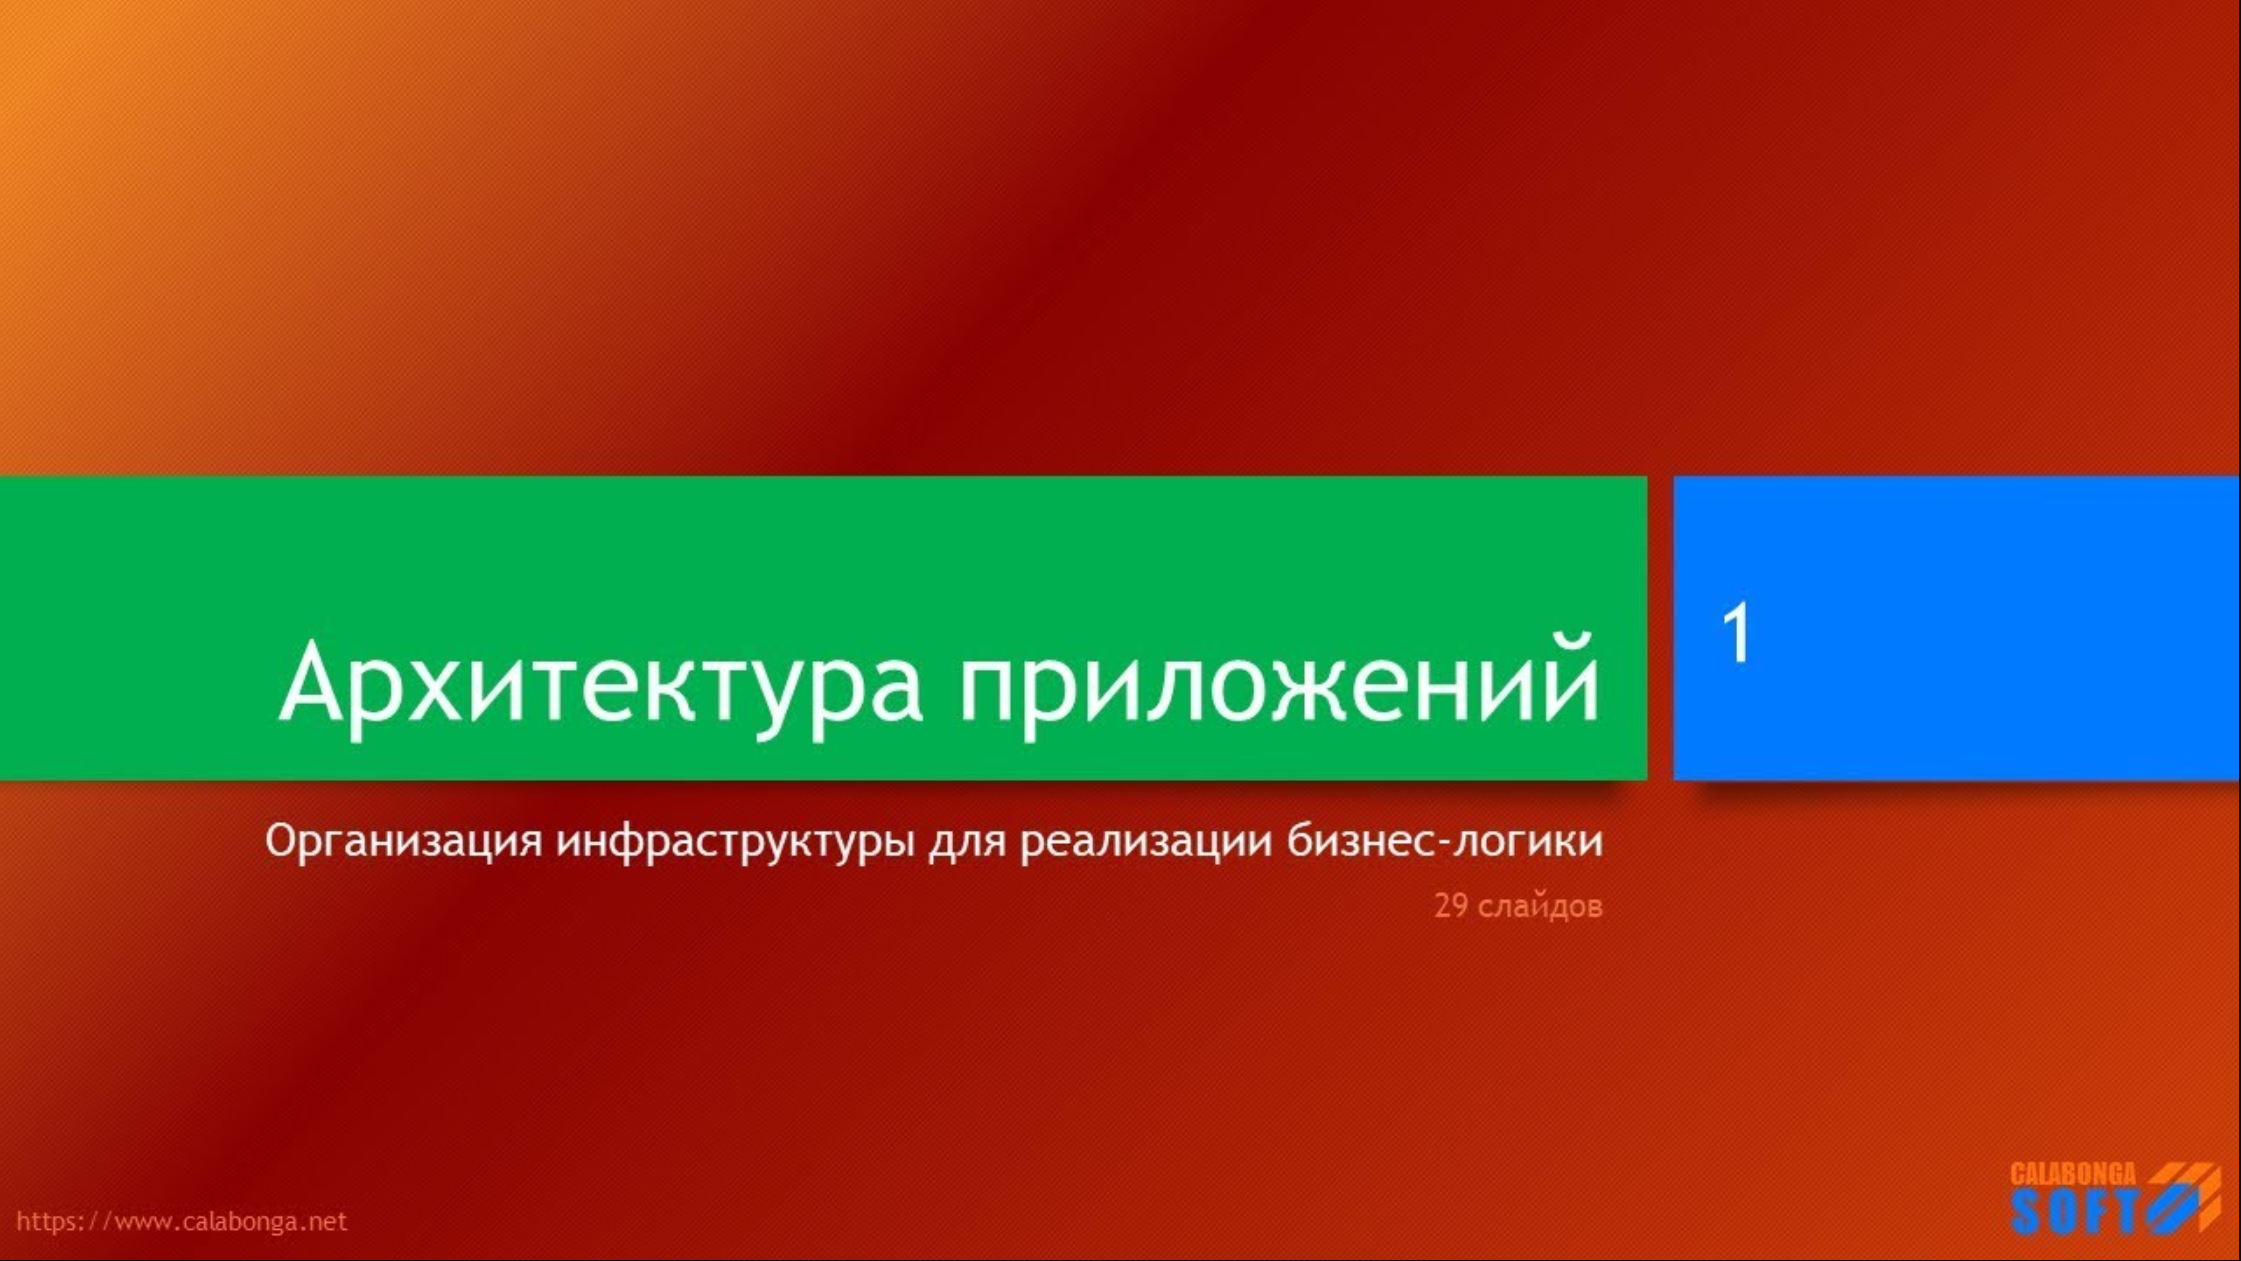 Архитектура приложений
1
Организация инфраструктуры для реализации бизнес-логики
29 слайдов
https://www.calabonga.net
CALABONGA
SOFT